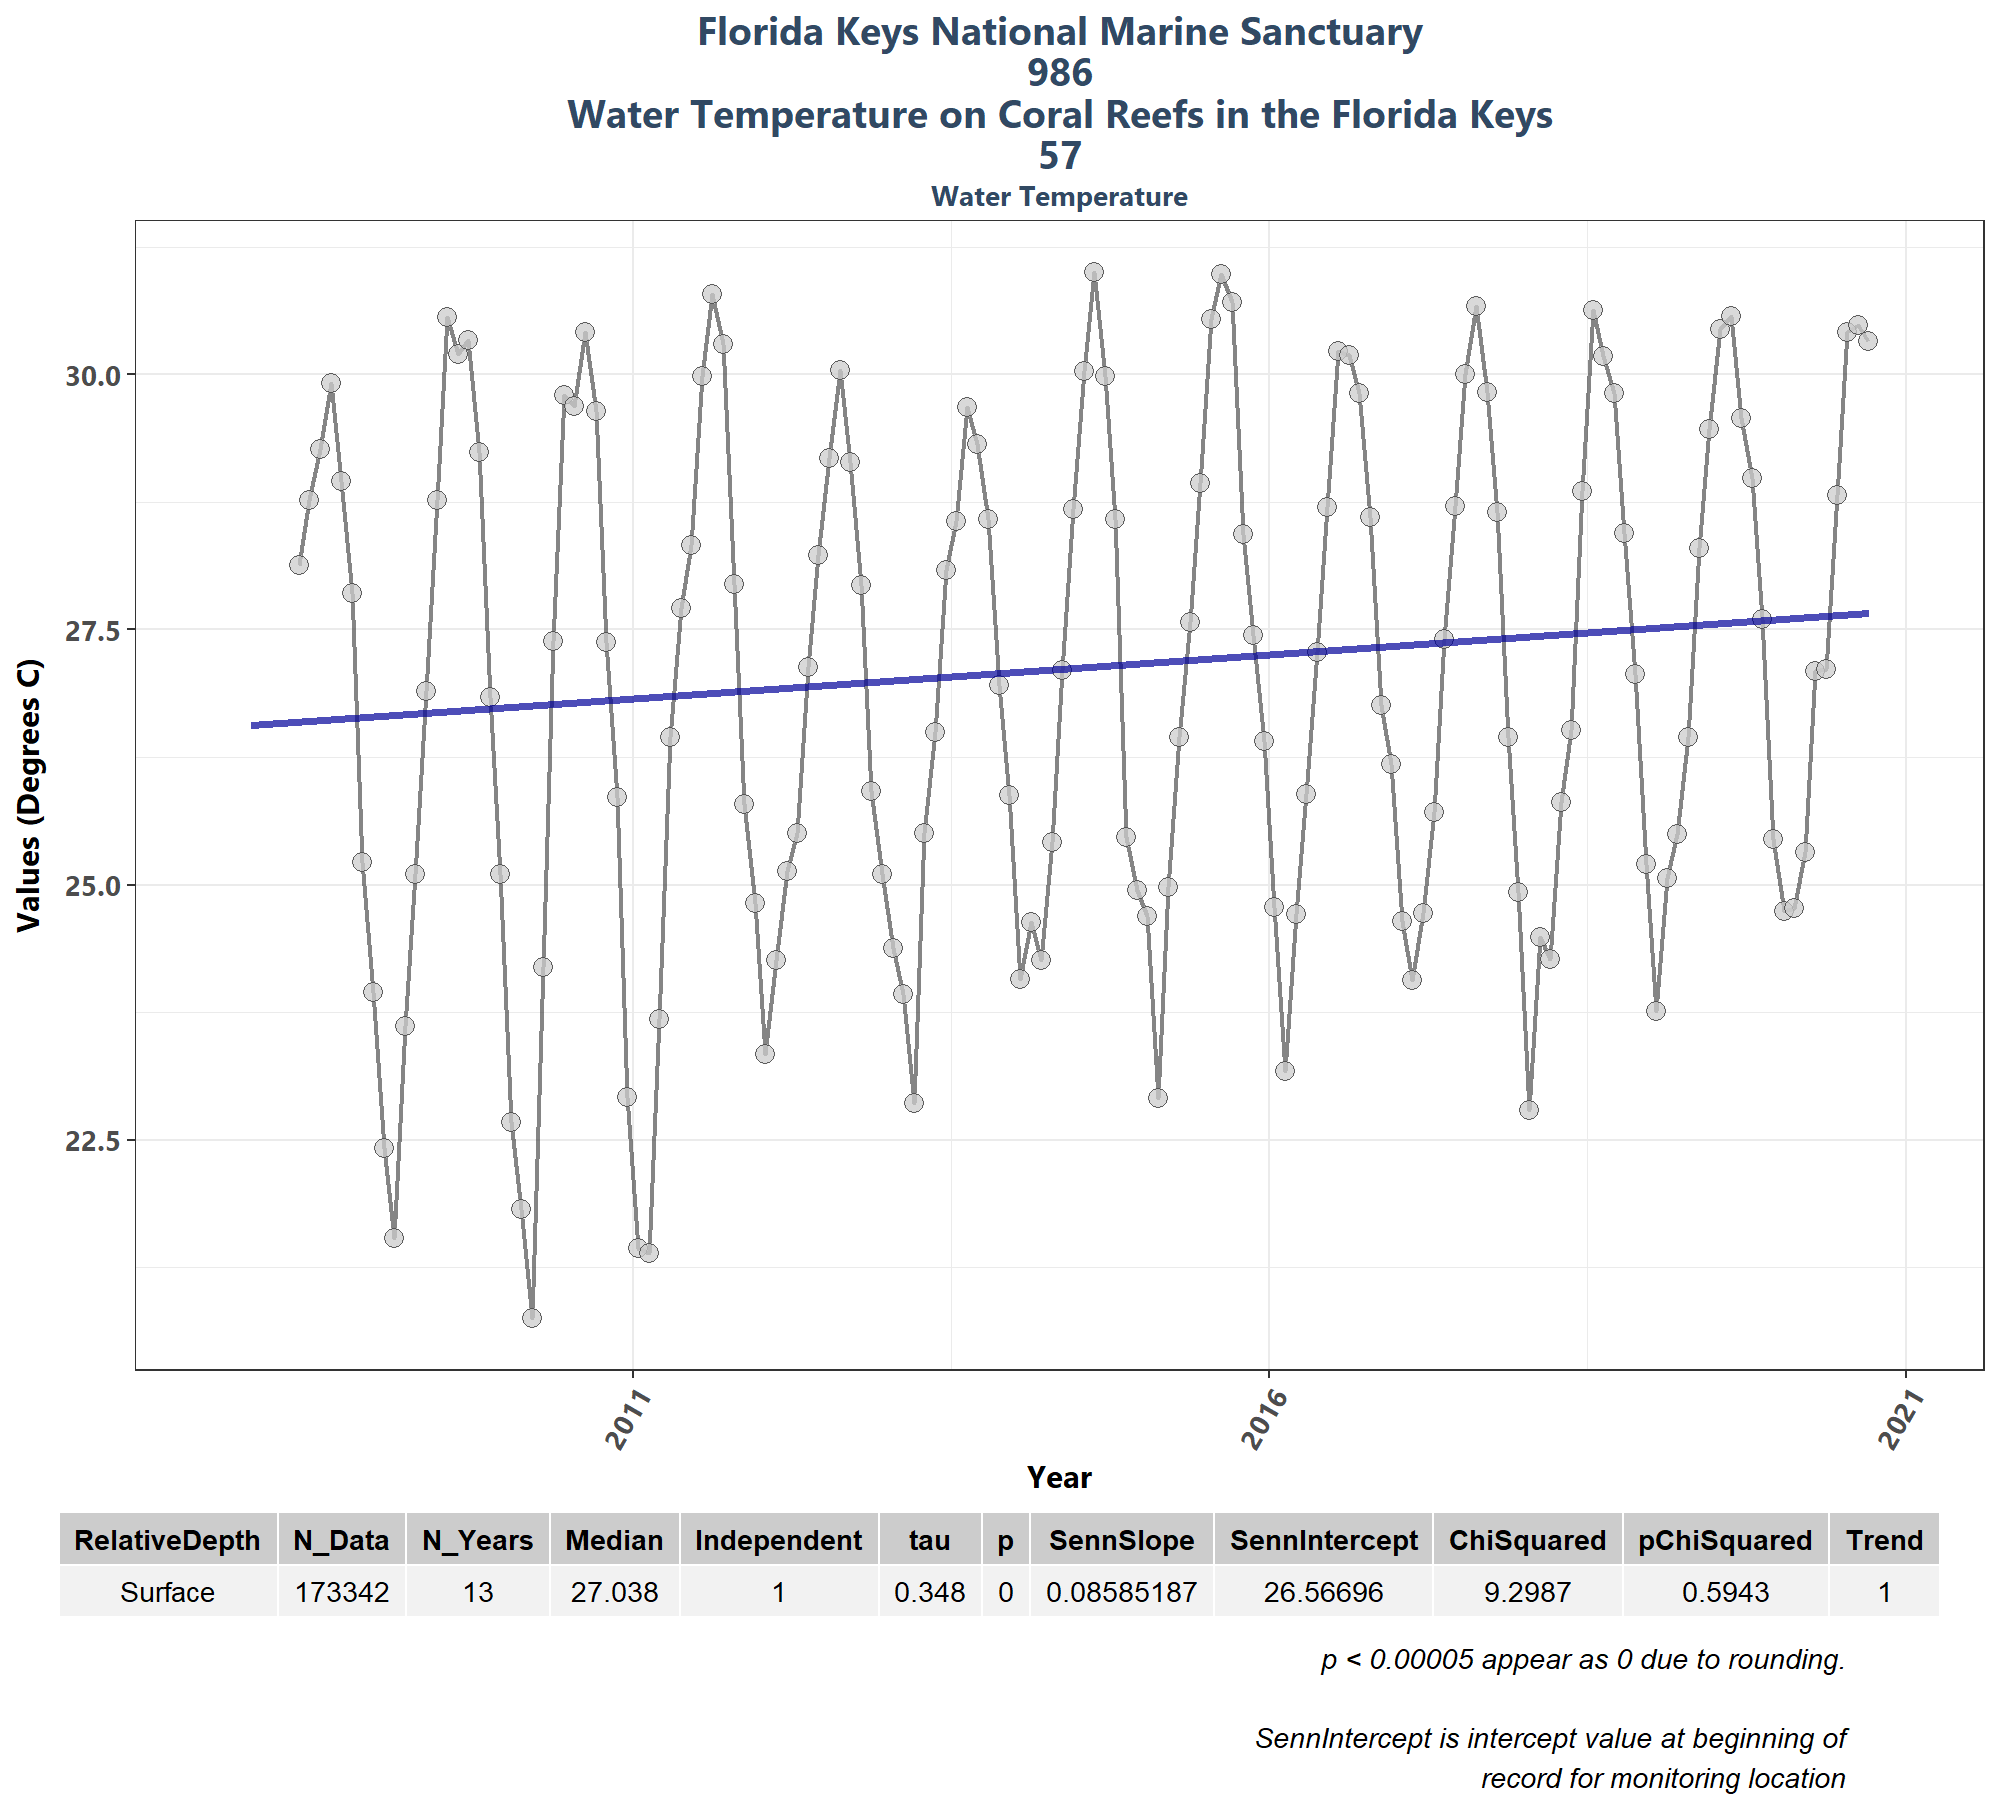 Florida Keys National Marine Sanctuary
986
Water Temperature on Coral Reefs in the Florida Keys
57
Water Temperature
30.0
27.5
25.0
22.5
Values (Degrees C)
2011
2016
2021
Year
RelativeDepth N_Data N_Years Median Independent tau p SennSlope SennIntercept ChiSquared pChiSquared Trend
Surface 173342 13 27.038 1 0.348 0 0.08585187 26.56696 9.2987 0.5943 1
p < 0.00005 appear as 0 due to rounding.
SennIntercept is intercept value at beginning of
record for monitoring location